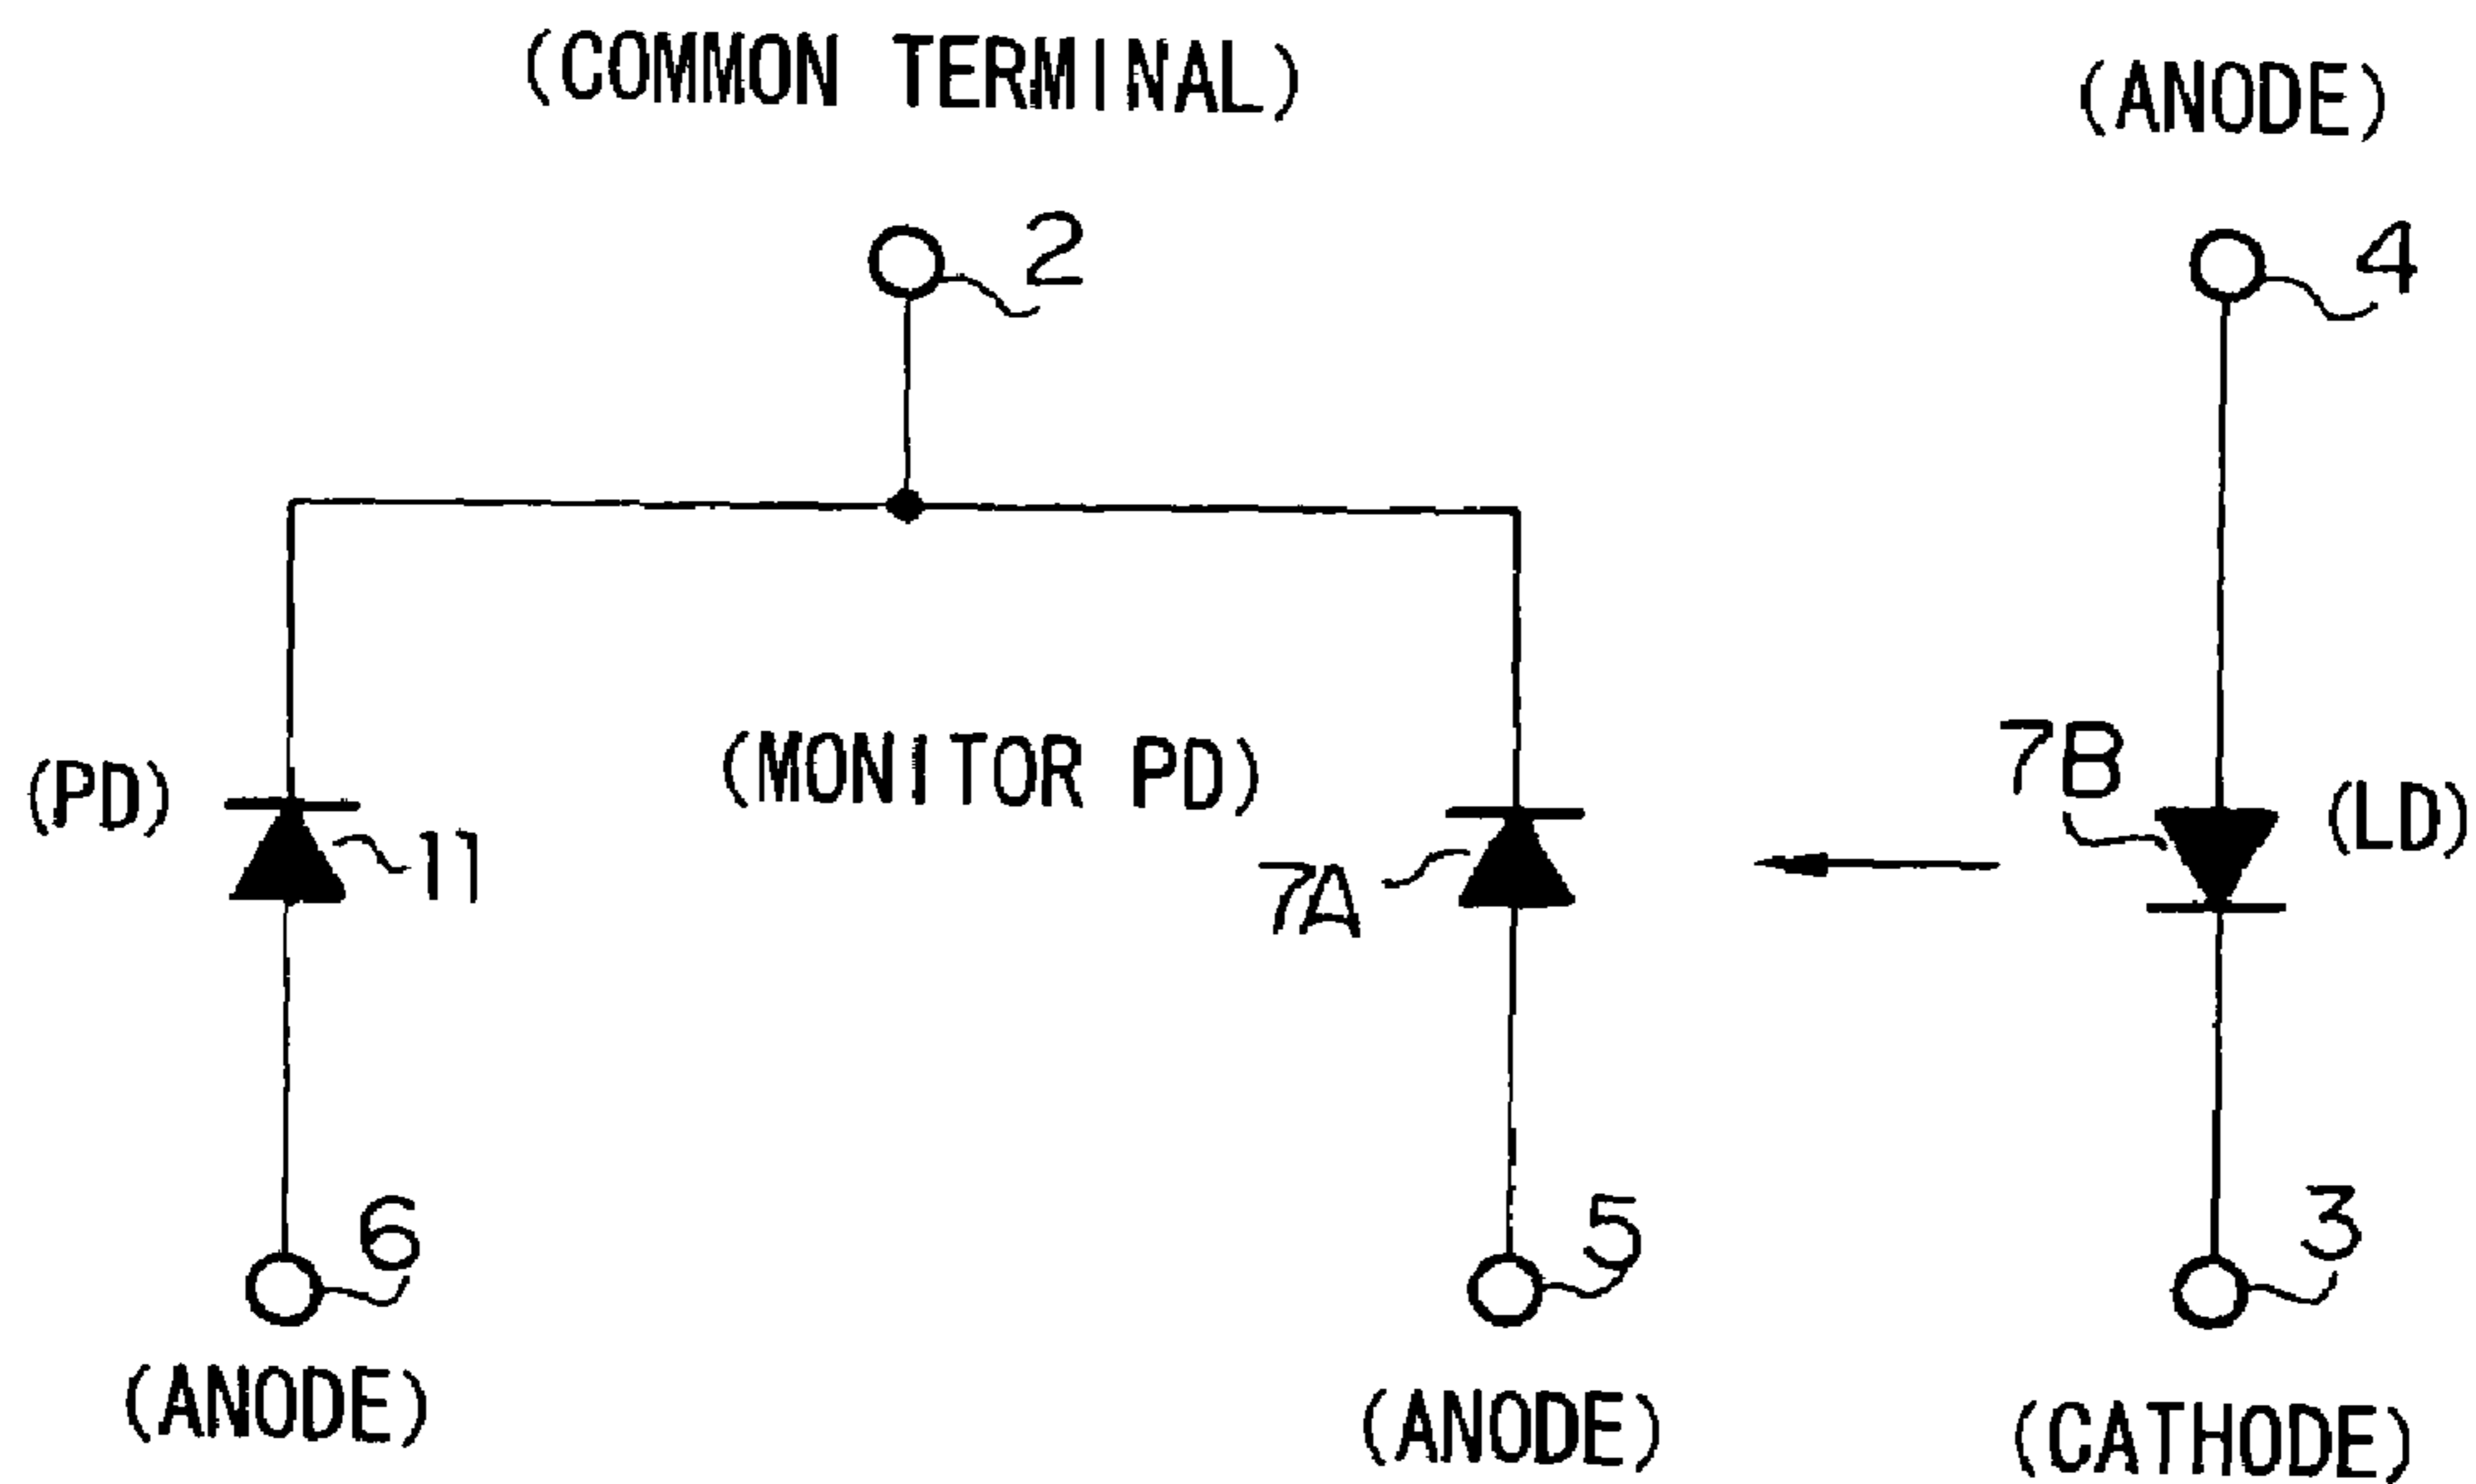 (COMMON TERMINAL)
(ANODE)
2
4
(PD)
11
(MONITOR PD)
7A
7B
(LD)
6
5
3
(ANODE)
(ANODE)
(CATHODE)